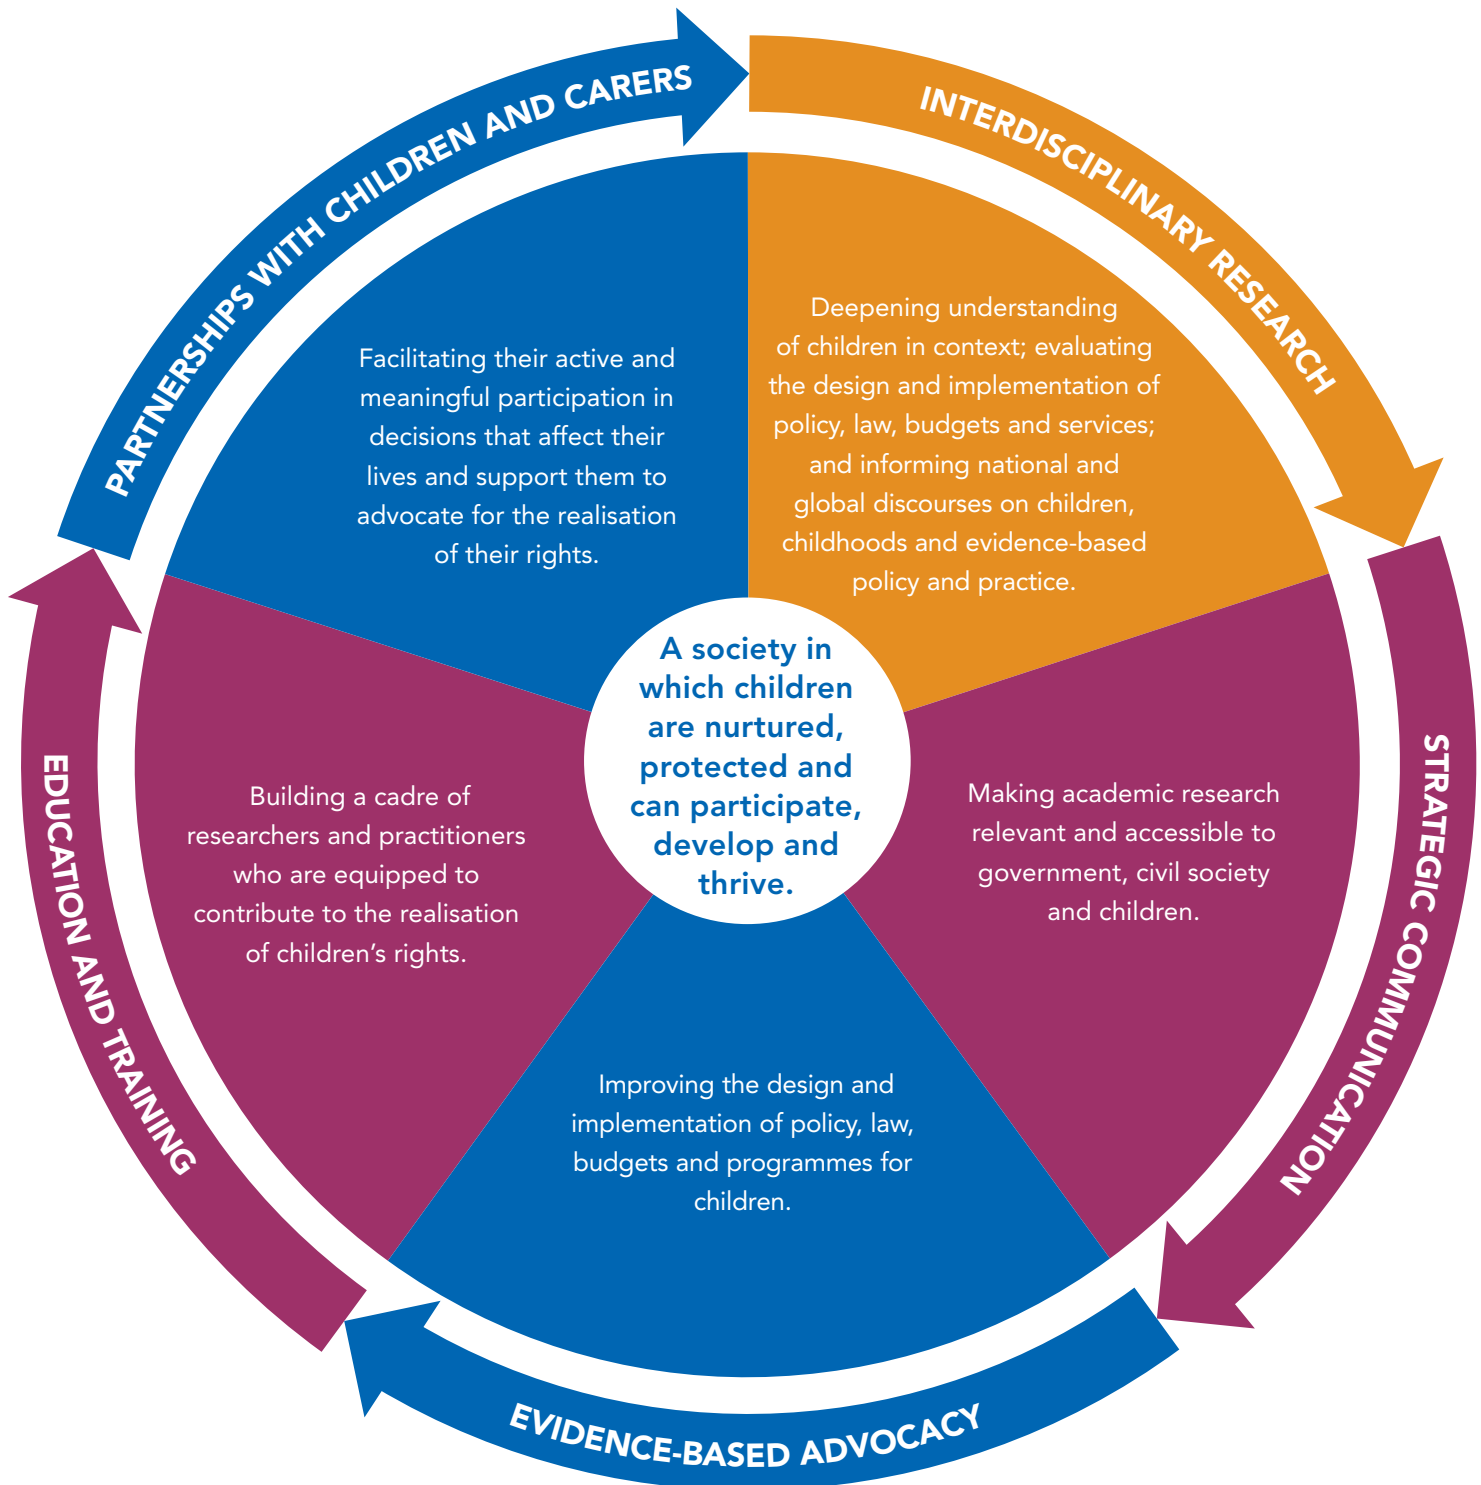 PARTNERSHIPS WITH CHILDREN AND CARERS
Facilitating their active and
meaningful participation in
decisions that affect their
lives and support them to
advocate for the realisation
of their rights.
INTERDISCIPLINARY RESEARCH
Deepening understanding
of children in context; evaluating
the design and implementation of
policy, law, budgets and services;
and informing national and
global discourses on children,
childhoods and evidence-based
policy and practice.
STRATEGIC COMMUNICATION
Making academic research
relevant and accessible to
government, civil society
and children.
EVIDENCE-BASED ADVOCACY
Improving the design and
implementation of policy, law,
budgets and programmes for
children.
EDUCATION AND TRAINING
Building a cadre of
researchers and practitioners
who are equipped to
contribute to the realisation
of children’s rights.
A society in
which children
are nurtured,
protected and
can participate,
develop and
thrive.